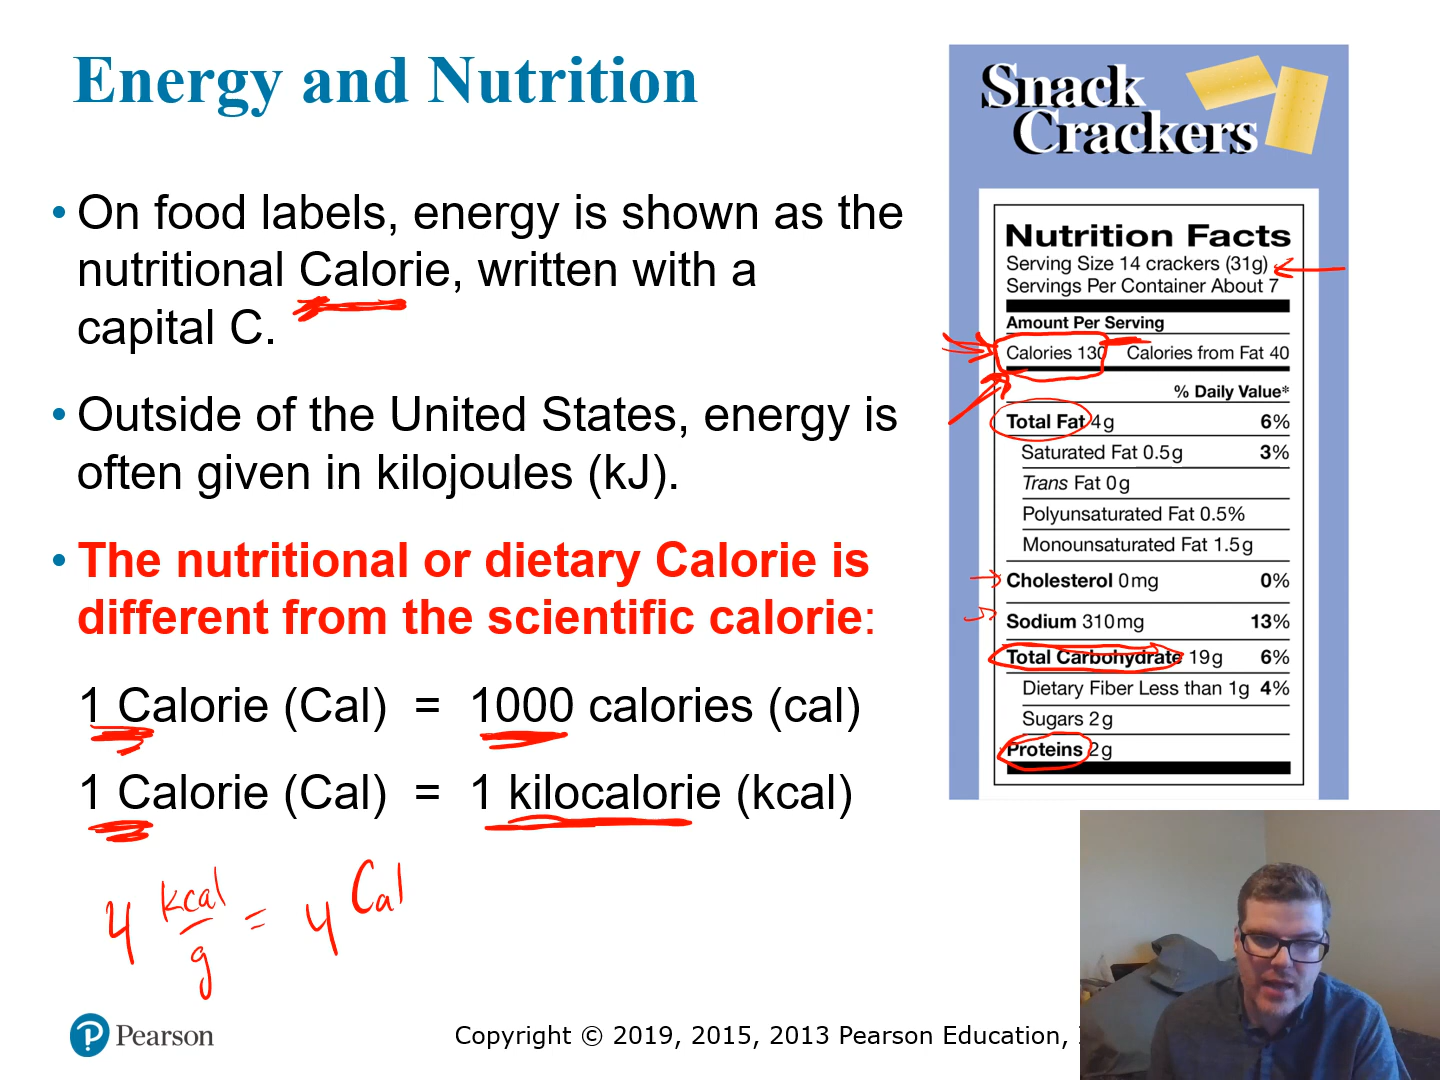 Energy and Nutrition
• On food labels, energy is shown as the
nutritional Calorie, written with a
capital C.
• Outside of the United States, energy is
often given in kilojoules (kJ).
• The nutritional or dietary Calorie is
different from the scientific calorie:
1 Calorie (Cal) = 1000 calories (cal)
1 Calorie (Cal) = 1 kilocalorie (kcal)
4 kcal/g = 4 Cal
Snack
Crackers
Nutrition Facts
Serving Size 14 crackers (31g)
Servings Per Container About 7
Amount Per Serving
Calories 130 Calories from Fat 40
% Daily Value*
Total Fat 4g 6%
Saturated Fat 0.5g 3%
Trans Fat 0g
Polyunsaturated Fat 0.5%
Monounsaturated Fat 1.5g
Cholesterol 0mg 0%
Sodium 310mg 13%
Total Carbohydrate 19g 6%
Dietary Fiber Less than 1g 4%
Sugars 2g
Proteins 2g
P Pearson
Copyright © 2019, 2015, 2013 Pearson Education,